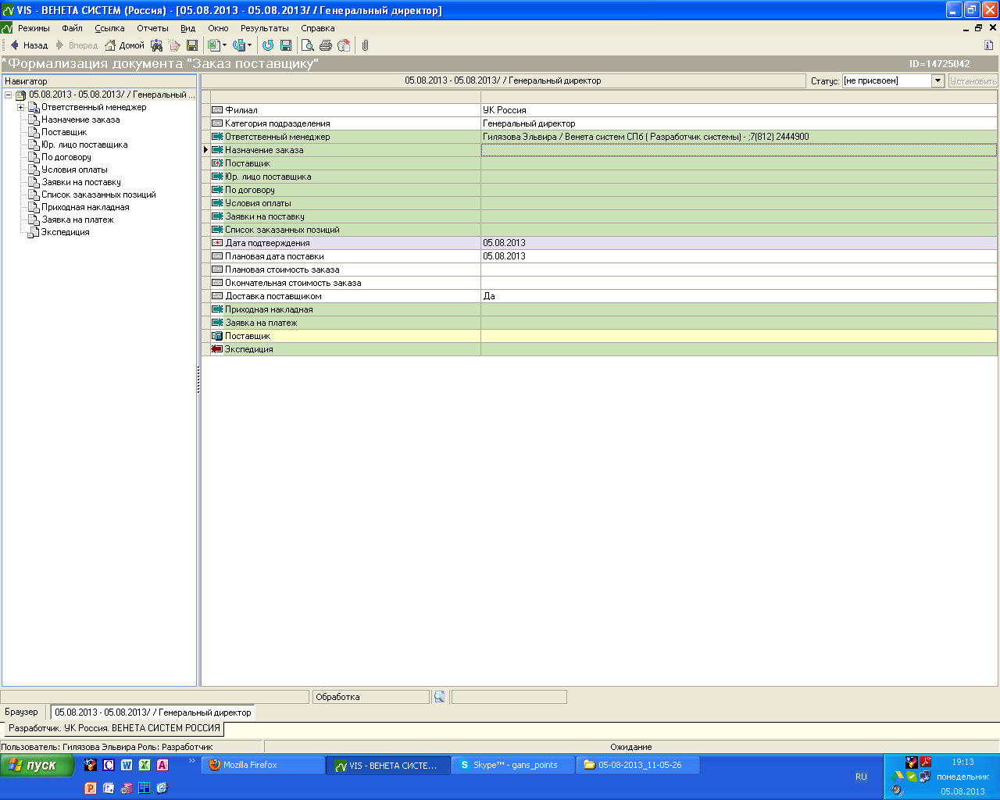 VIS - ВЕНЕТА СИСТЕМ (Россия) - [05.08.2013 - 05.08.2013/ / Генеральный директор]
Режимы Файл Ссылка Отчеты Вид Окно Результаты Справка
Назад Вперед Домой
*Формализация документа "Заказ поставщику" ID=14725042
Навигатор
05.08.2013 - 05.08.2013/ / Генеральный ...
Ответственный менеджер
Назначение заказа
Поставщик
Юр. лицо поставщика
По договору
Условия оплаты
Заявки на поставку
Список заказанных позиций
Приходная накладная
Заявка на платеж
Экспедиция
05.08.2013 - 05.08.2013/ / Генеральный директор Статус: [не присвоен] Установить
Филиал УК Россия
Категория подразделения Генеральный директор
Ответственный менеджер Гилязова Эльвира / Венета систем СПб ( Разработчик системы) - ;7(812) 2444900
Назначение заказа
Поставщик
Юр. лицо поставщика
По договору
Условия оплаты
Заявки на поставку
Список заказанных позиций
Дата подтверждения 05.08.2013
Плановая дата поставки 05.08.2013
Плановая стоимость заказа
Окончательная стоимость заказа
Доставка поставщиком Да
Приходная накладная
Заявка на платеж
Поставщик
Экспедиция
Обработка
Браузер 05.08.2013 - 05.08.2013/ / Генеральный директор
Разработчик. УК Россия. ВЕНЕТА СИСТЕМ РОССИЯ
Пользователь: Гилязова Эльвира Роль: Разработчик Ожидание
пуск Mozilla Firefox VIS - ВЕНЕТА СИСТЕ... Skype™ - gans_points 05-08-2013_11-05-26
RU
19:13
понедельник
05.08.2013